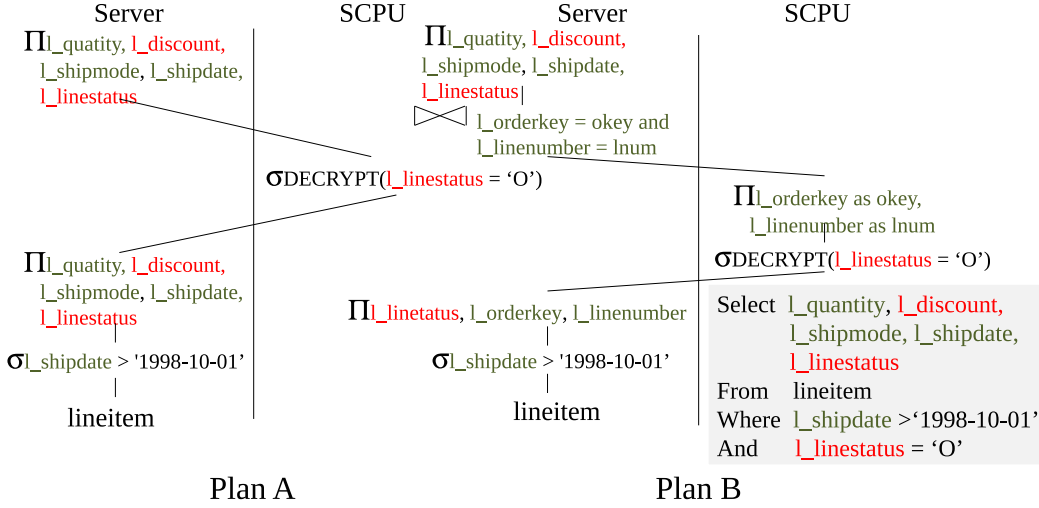 Server
SCPU
Server
SCPU
Πl_quatity, l_discount,
l_shipmode, l_shipdate,
l_linestatus
σDECRYPT(l_linestatus = ‘O’)
Πl_quatity, l_discount,
l_shipmode, l_shipdate,
l_linestatus
σl_shipdate > '1998-10-01’
lineitem
Πl_quatity, l_discount,
l_shipmode, l_shipdate,
l_linestatus
l_orderkey = okey and
l_linenumber = lnum
Πl_orderkey as okey,
l_linenumber as lnum
σDECRYPT(l_linestatus = ‘O’)
Πl_linetatus, l_orderkey, l_linenumber
σl_shipdate > '1998-10-01’
lineitem
Select l_quantity, l_discount,
l_shipmode, l_shipdate,
l_linestatus
From lineitem
Where l_shipdate >‘1998-10-01’
And l_linestatus = ‘O’
Plan A
Plan B